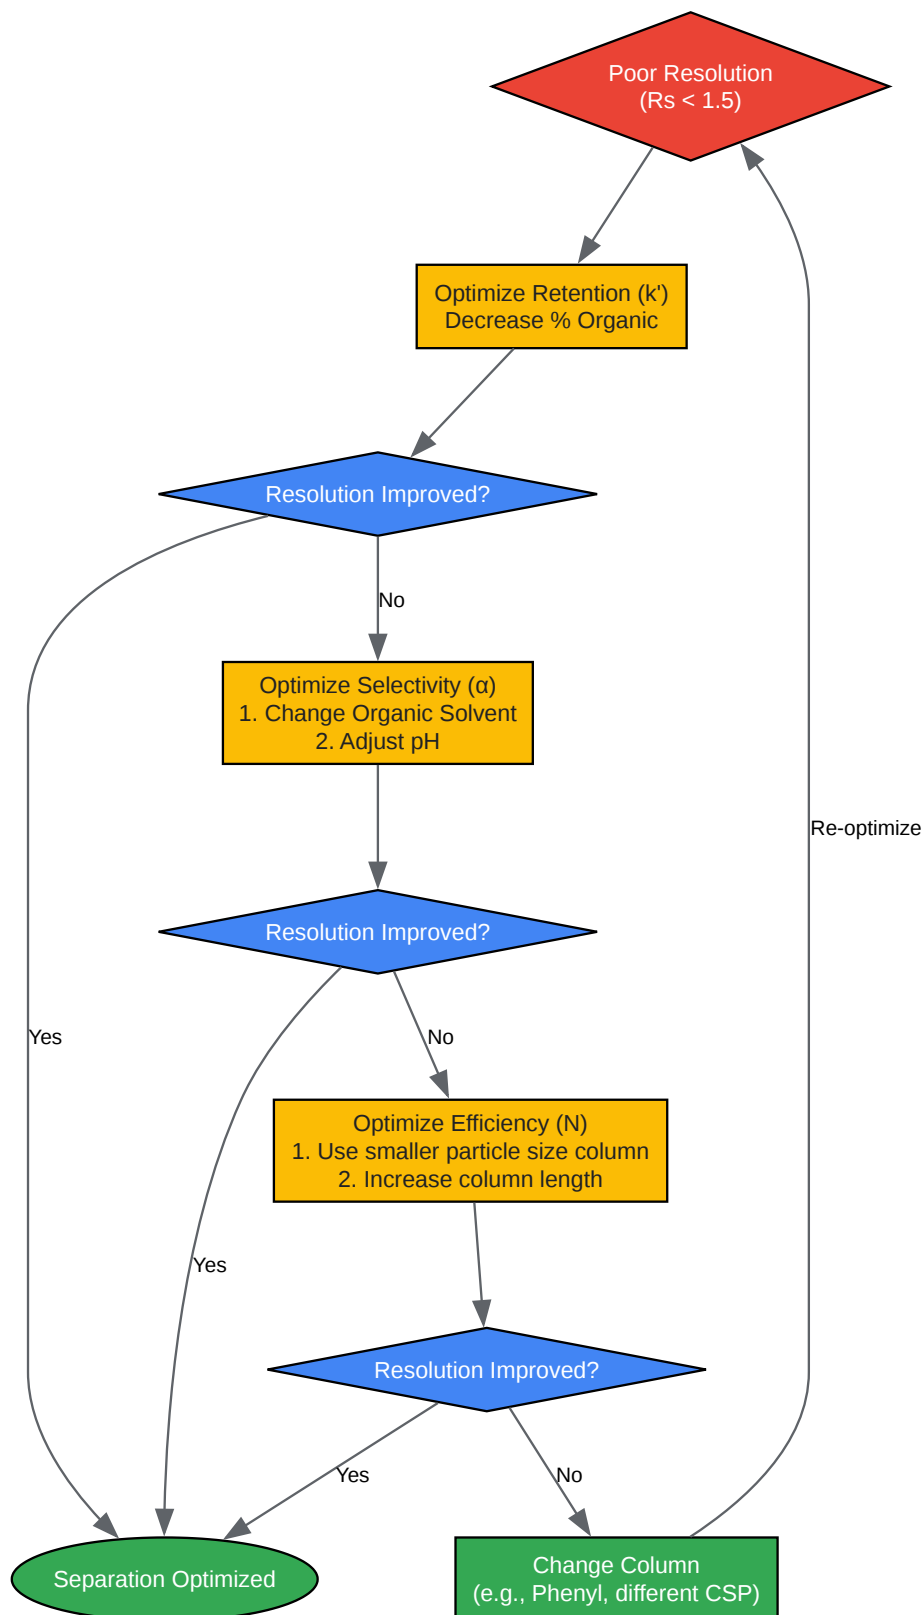 Poor Resolution
(Rs < 1.5)
Optimize Retention (k')
Decrease % Organic
Resolution Improved?
No
Optimize Selectivity (α)
1. Change Organic Solvent
2. Adjust pH
Re-optimize
Resolution Improved?
Yes
No
Optimize Efficiency (N)
1. Use smaller particle size column
2. Increase column length
Yes
Resolution Improved?
Yes
No
Separation Optimized
Change Column
(e.g., Phenyl, different CSP)